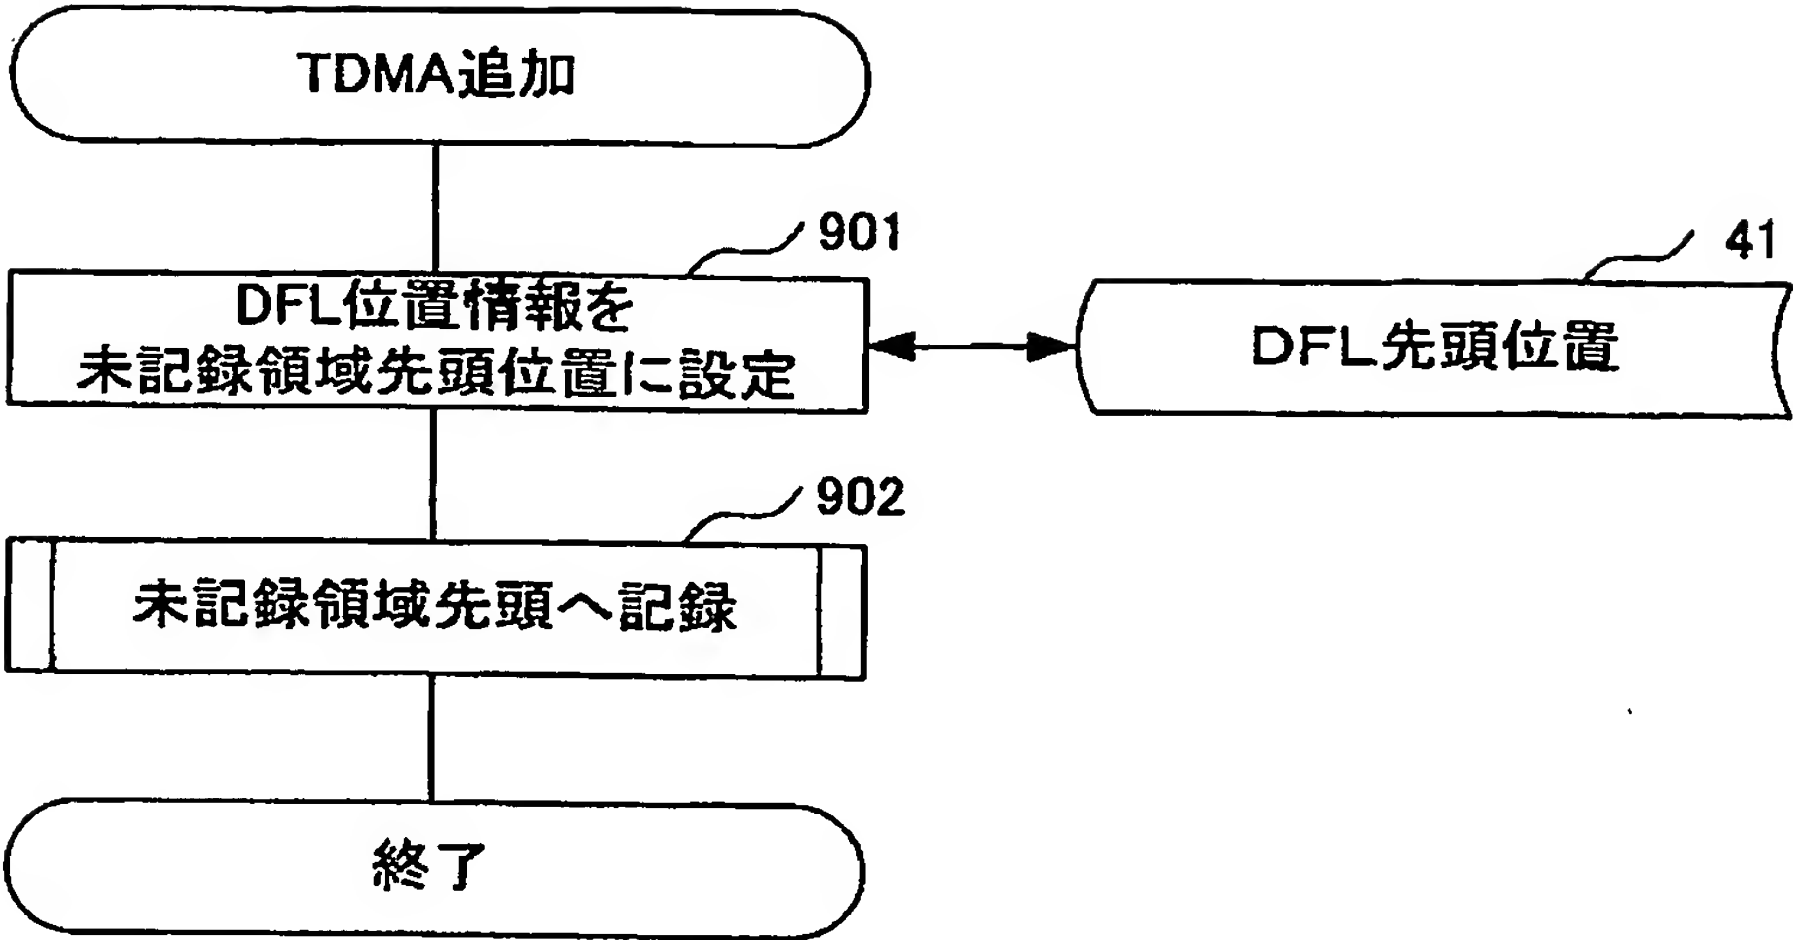 TDMA追加
901
DFL位置情報を
未記録領域先頭位置に設定
41
DFL先頭位置
902
未記録領域先頭へ記録
終了